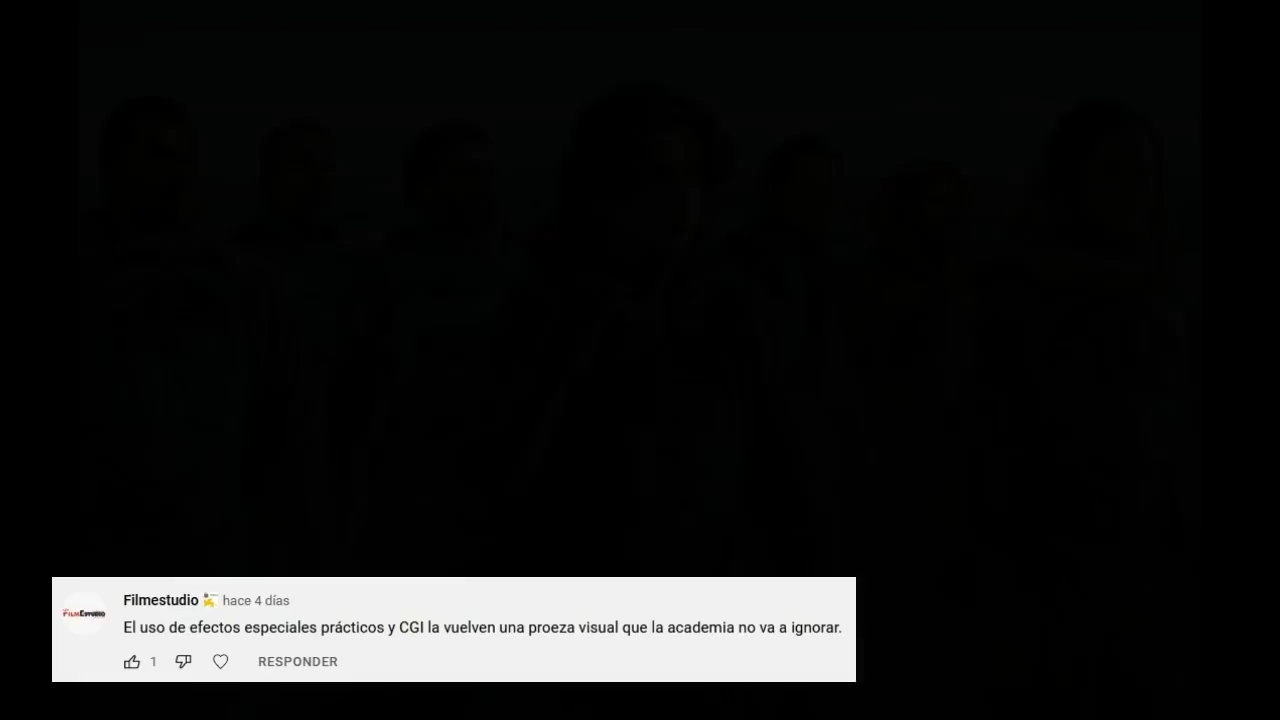 FILMESTUDIO
Filmestudio hace 4 días
El uso de efectos especiales prácticos y CGI la vuelven una proeza visual que la academia no va a ignorar.
1 RESPONDER